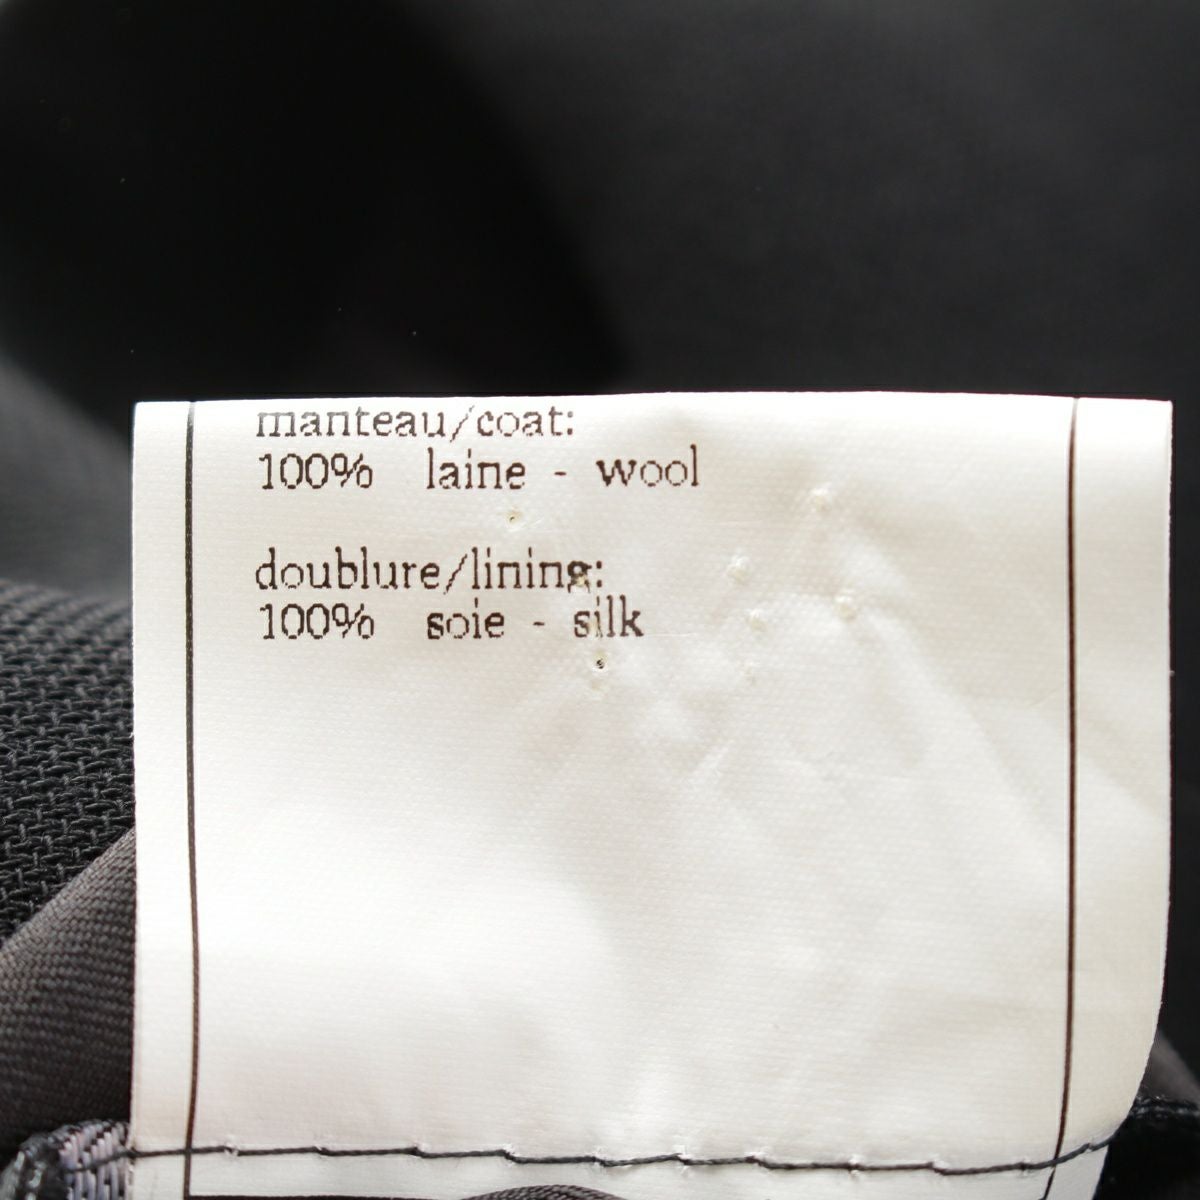 manteau/coat:
100% laine - wool
doublure/lining:
100% soie - silk